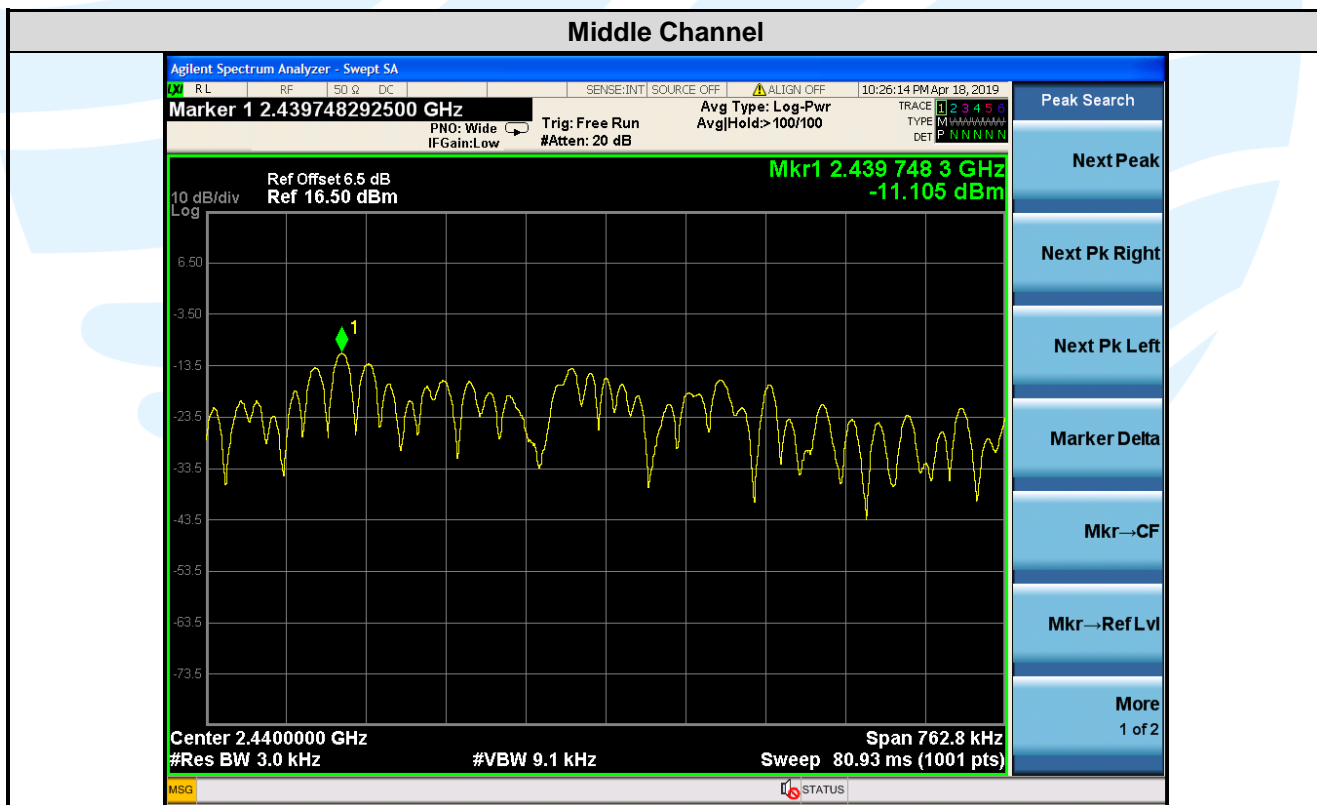 Middle Channel
Agilent Spectrum Analyzer - Swept SA
LXI RL RF 50 Ω DC SENSE:INT SOURCE OFF ALIGN OFF 10:26:14 PM Apr 18, 2019
Marker 1 2.439748292500 GHz
PNO: Wide
IFGain:Low
Trig: Free Run
#Atten: 20 dB
Avg Type: Log-Pwr
Avg|Hold:>100/100
TRACE 1 2 3 4 5 6
TYPE M WWWWW
DET P N N N N N
Mkr1 2.439 748 3 GHz
-11.105 dBm
Ref Offset 6.5 dB
10 dB/div Ref 16.50 dBm
Log
6.50
-3.50
1
-13.5
-23.5
-33.5
-43.5
-53.5
-63.5
-73.5
Center 2.4400000 GHz Span 762.8 kHz
#Res BW 3.0 kHz #VBW 9.1 kHz Sweep 80.93 ms (1001 pts)
MSG STATUS
Peak Search
Next Peak
Next Pk Right
Next Pk Left
Marker Delta
Mkr→CF
Mkr→Ref Lvl
More
1 of 2